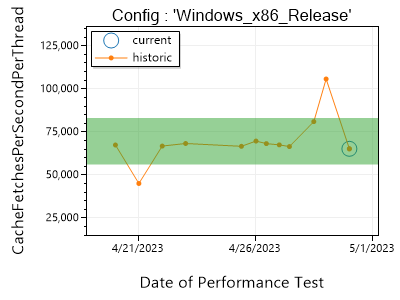 Config : 'Windows_x86_Release'
CacheFetchesPerSecondPerThread
125,000
100,000
75,000
50,000
25,000
current
historic
4/21/2023
4/26/2023
5/1/2023
Date of Performance Test